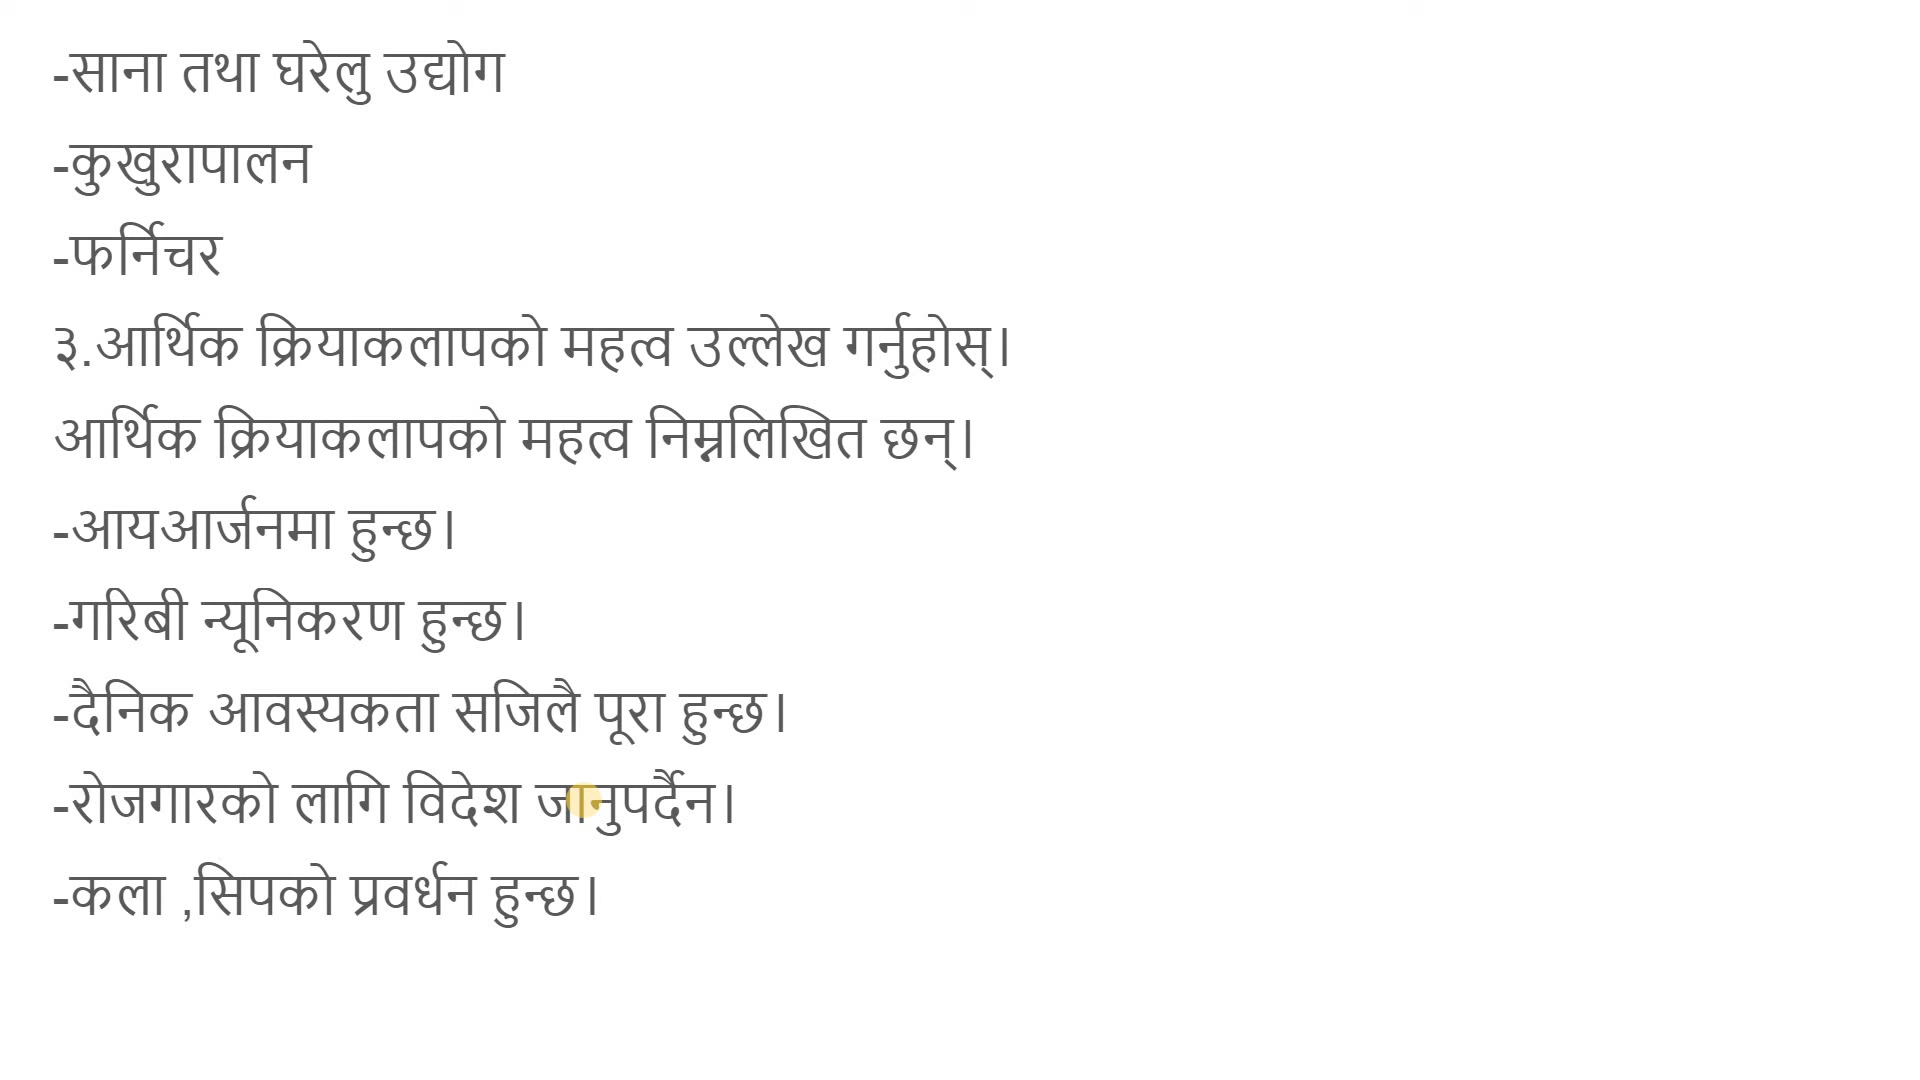 -साना तथा घरेलु उद्योग
-कुखुरापालन
-फर्निचर
३.आर्थिक क्रियाकलापको महत्व उल्लेख गर्नुहोस्।
आर्थिक क्रियाकलापको महत्व निम्नलिखित छन्।
-आयआर्जनमा हुन्छ।
-गरिबी न्यूनिकरण हुन्छ।
-दैनिक आवस्यकता सजिलै पूरा हुन्छ।
-रोजगारको लागि विदेश जानुपर्दैन।
-कला ,सिपको प्रवर्धन हुन्छ।